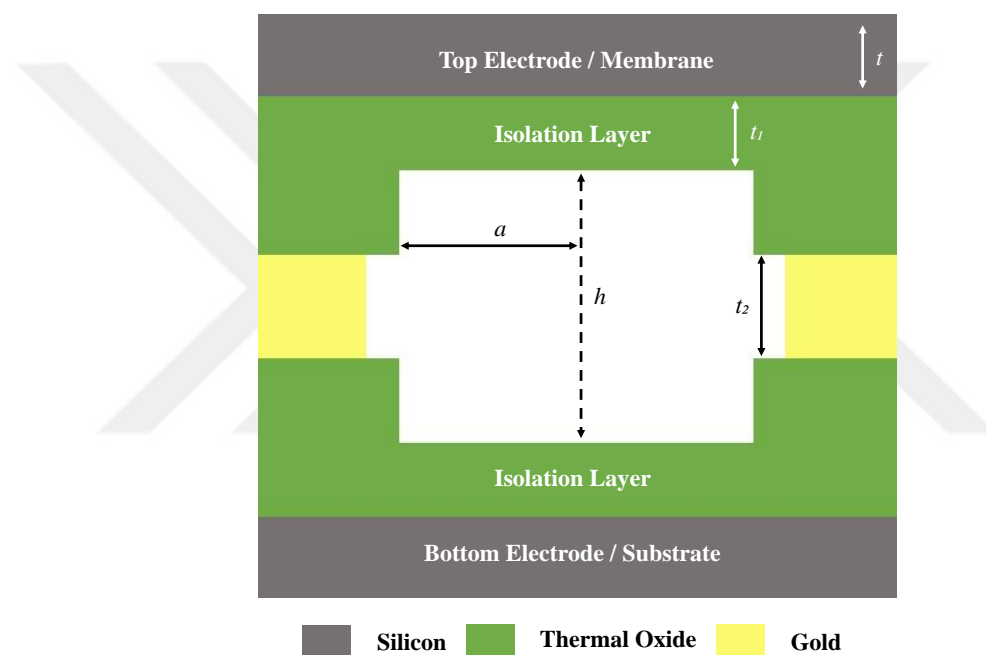 Top Electrode / Membrane
t
Isolation Layer
t₁
a
h
t₂
Isolation Layer
Bottom Electrode / Substrate
Silicon
Thermal Oxide
Gold